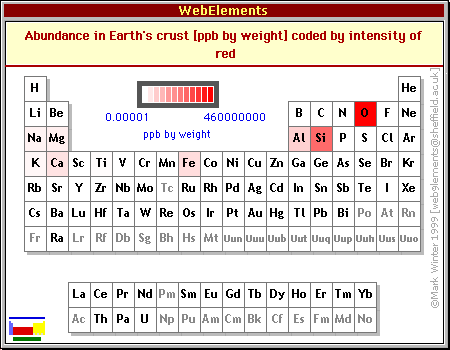 WebElements
Abundance in Earth's crust [ppb by weight] coded by intensity of
red
H He
0.00001 460000000
ppb by weight
Li Be B C N O F Ne
Na Mg Al Si P S Cl Ar
K Ca Sc Ti V Cr Mn Fe Co Ni Cu Zn Ga Ge As Se Br Kr
Rb Sr Y Zr Nb Mo Tc Ru Rh Pd Ag Cd In Sn Sb Te I Xe
Cs Ba Lu Hf Ta W Re Os Ir Pt Au Hg Tl Pb Bi Po At Rn
Fr Ra Lr Rf Db Sg Bh Hs Mt Uun Uuu Uub Uut Uuq Uup Uuh Uus Uuo
La Ce Pr Nd Pm Sm Eu Gd Tb Dy Ho Er Tm Yb
Ac Th Pa U Np Pu Am Cm Bk Cf Es Fm Md No
©Mark Winter 1999 [webelements@sheffield.ac.uk]